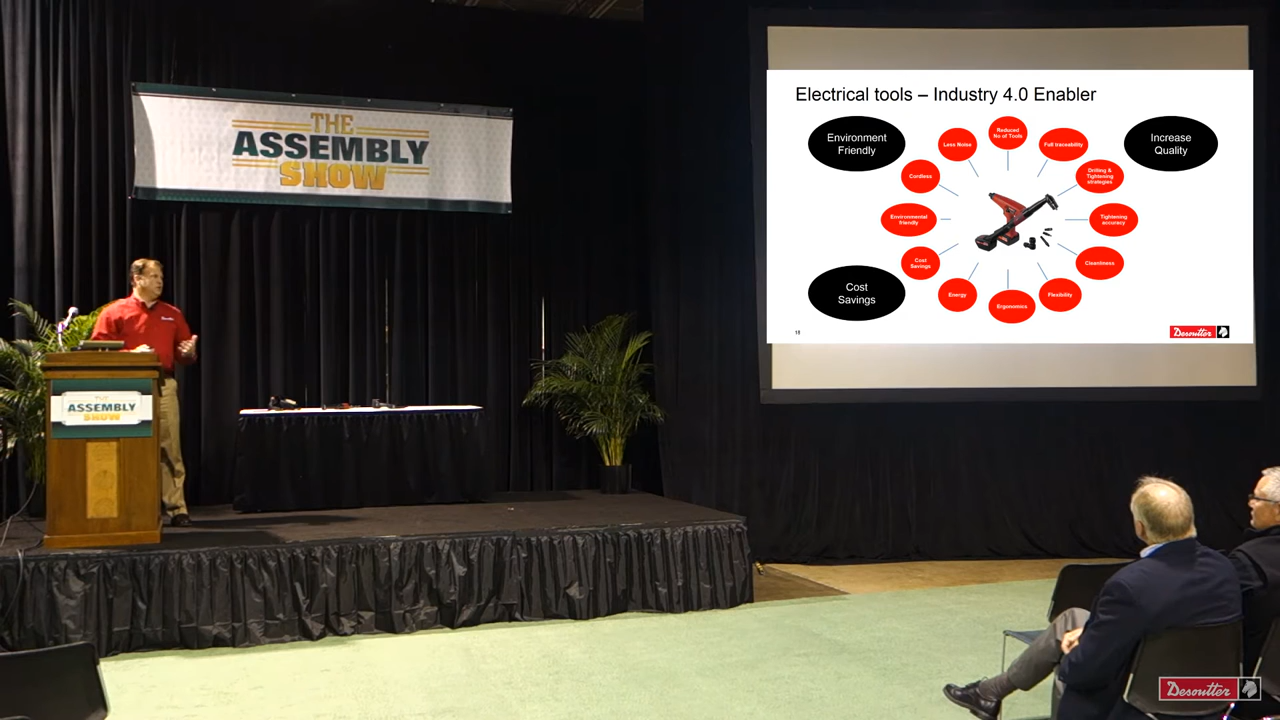 THE
ASSEMBLY
SHOW
THE
ASSEMBLY
SHOW
Desoutter
Electrical tools – Industry 4.0 Enabler
Environment
Friendly
Increase
Quality
Cost
Savings
Reduced
No of Tools
Full traceability
Drilling &
Tightening
strategies
Tightening
accuracy
Cleanliness
Flexibility
Ergonomics
Energy
Cost
Savings
Environmental
friendly
Cordless
Less Noise
Desoutter
Desoutter